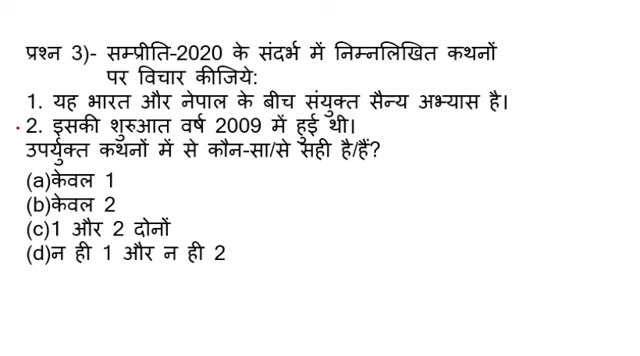 प्रश्न 3)- सम्प्रीति-2020 के संदर्भ में निम्नलिखित कथनों
पर विचार कीजिये:
1. यह भारत और नेपाल के बीच संयुक्त सैन्य अभ्यास है।
2. इसकी शुरुआत वर्ष 2009 में हुई थी।
उपर्युक्त कथनों में से कौन-सा/से सही है/हैं?
(a)केवल 1
(b)केवल 2
(c)1 और 2 दोनों
(d)न ही 1 और न ही 2